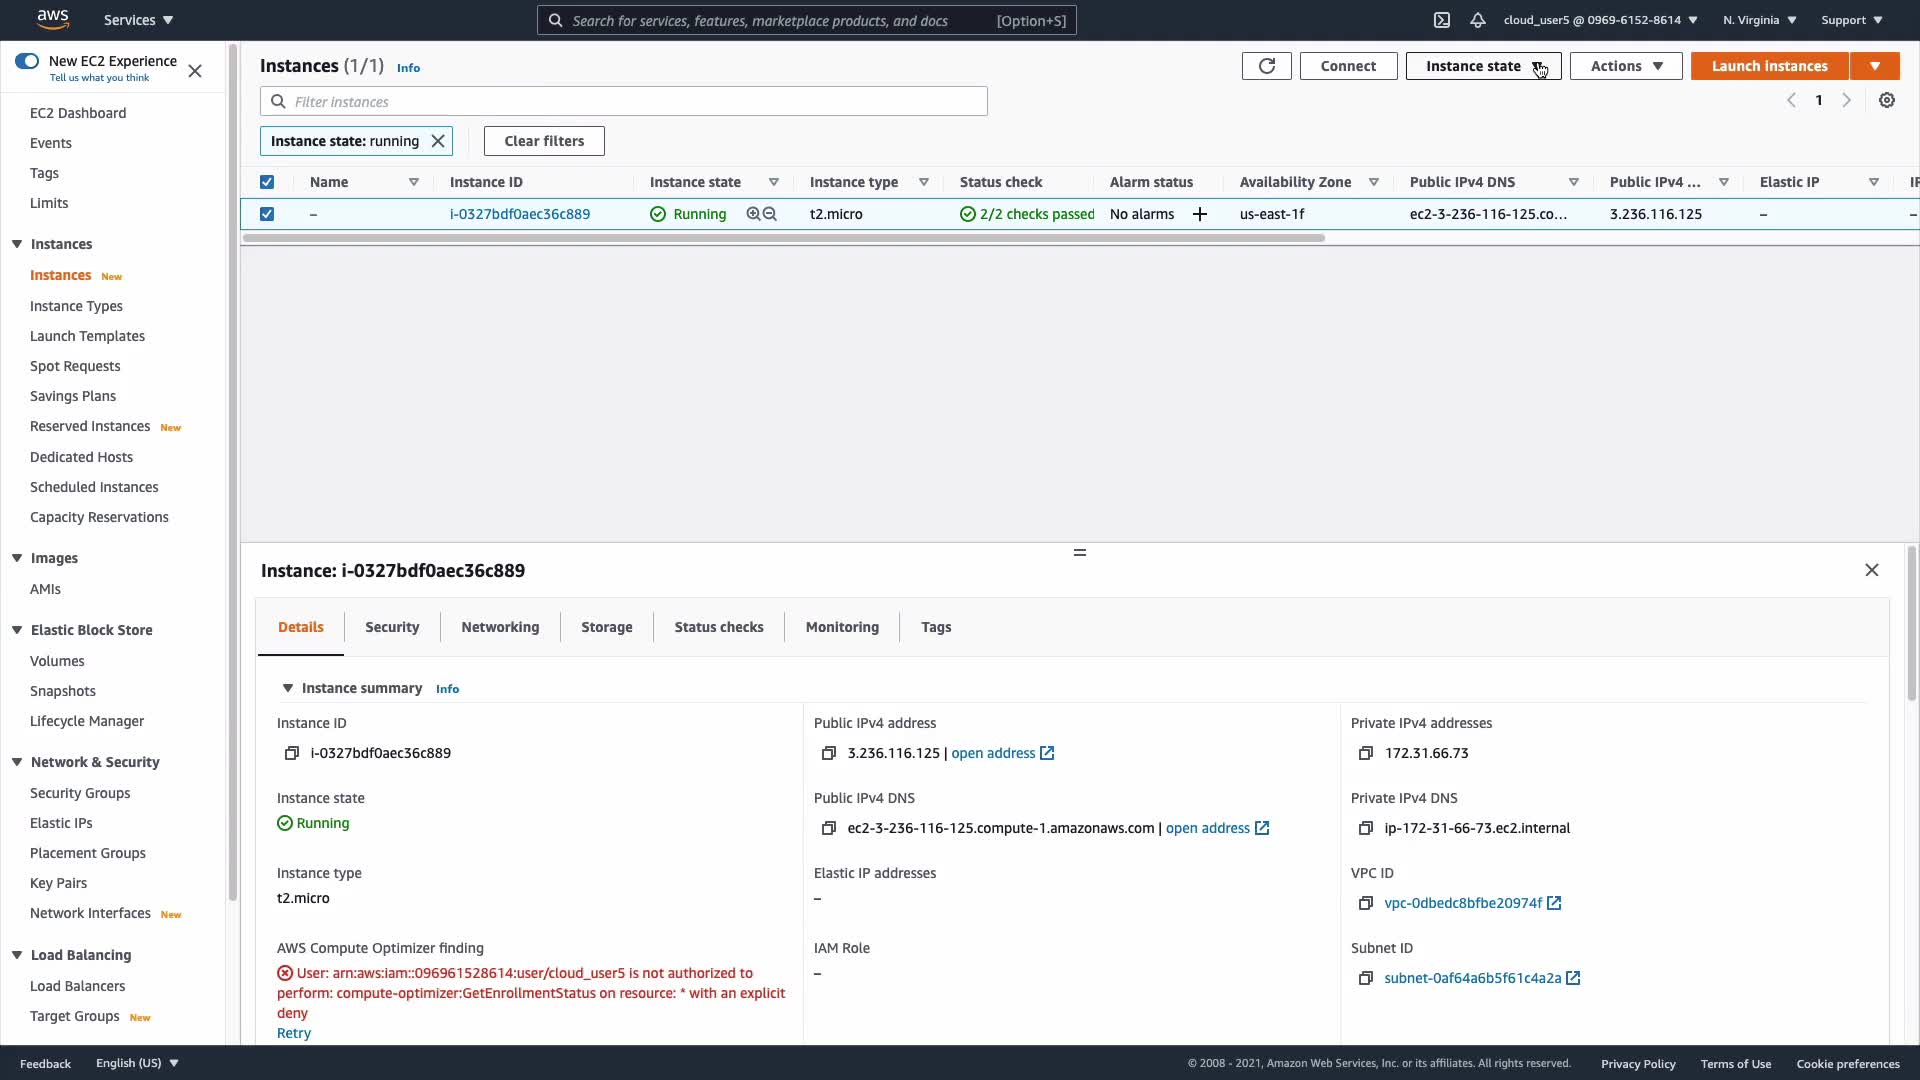 aws
Services
Search for services, features, marketplace products, and docs
[Option+S]
cloud_user5 @ 0969-6152-8614
N. Virginia
Support
New EC2 Experience
Tell us what you think
EC2 Dashboard
Events
Tags
Limits
Instances
Instances New
Instance Types
Launch Templates
Spot Requests
Savings Plans
Reserved Instances New
Dedicated Hosts
Scheduled Instances
Capacity Reservations
Images
AMIs
Elastic Block Store
Volumes
Snapshots
Lifecycle Manager
Network & Security
Security Groups
Elastic IPs
Placement Groups
Key Pairs
Network Interfaces New
Load Balancing
Load Balancers
Target Groups New
Instances (1/1) Info
Connect
Instance state
Actions
Launch instances
Filter instances
1
Instance state: running
Clear filters
Name Instance ID Instance state Instance type Status check Alarm status Availability Zone Public IPv4 DNS Public IPv4 ... Elastic IP IP
– i-0327bdf0aec36c889 Running t2.micro 2/2 checks passed No alarms + us-east-1f ec2-3-236-116-125.co... 3.236.116.125 – –
Instance: i-0327bdf0aec36c889
Details Security Networking Storage Status checks Monitoring Tags
Instance summary Info
Instance ID
i-0327bdf0aec36c889
Public IPv4 address
3.236.116.125 | open address
Private IPv4 addresses
172.31.66.73
Instance state
Running
Public IPv4 DNS
ec2-3-236-116-125.compute-1.amazonaws.com | open address
Private IPv4 DNS
ip-172-31-66-73.ec2.internal
Instance type
t2.micro
Elastic IP addresses
–
VPC ID
vpc-0dbedc8bfbe20974f
AWS Compute Optimizer finding
User: arn:aws:iam::096961528614:user/cloud_user5 is not authorized to
perform: compute-optimizer:GetEnrollmentStatus on resource: * with an explicit
deny
Retry
IAM Role
–
Subnet ID
subnet-0af64a6b5f61c4a2a
Feedback
English (US)
© 2008 - 2021, Amazon Web Services, Inc. or its affiliates. All rights reserved.
Privacy Policy
Terms of Use
Cookie preferences